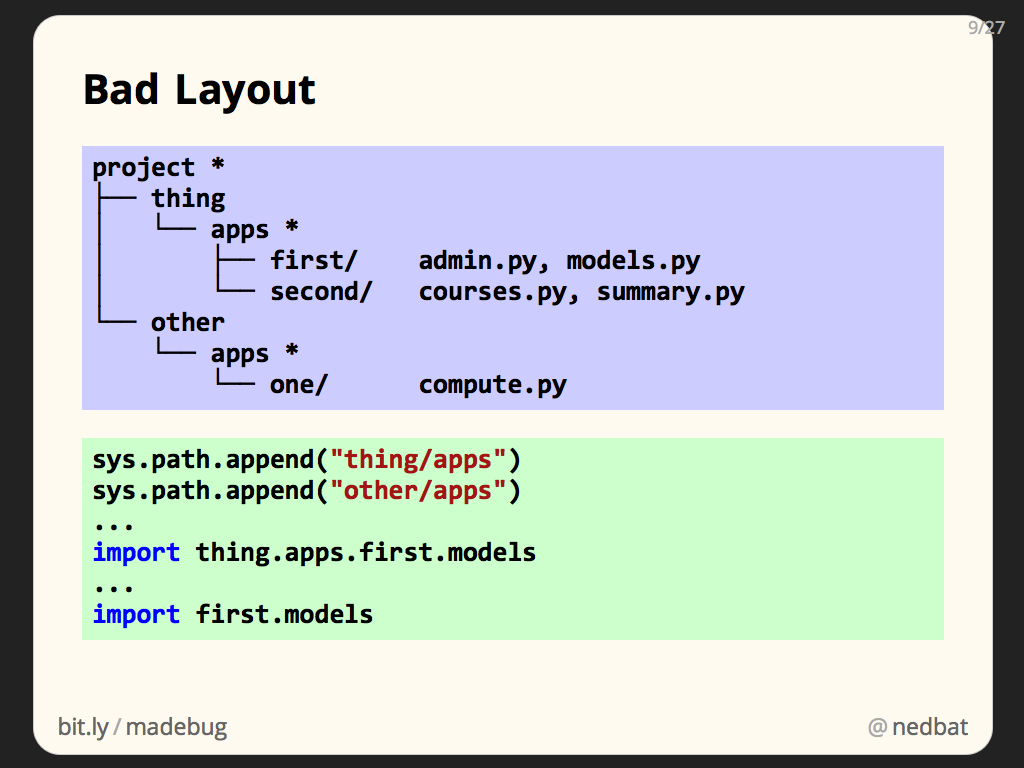 9/27
Bad Layout
project *
├── thing
│   └── apps *
│       ├── first/    admin.py, models.py
│       └── second/   courses.py, summary.py
└── other
    └── apps *
        └── one/      compute.py
sys.path.append("thing/apps")
sys.path.append("other/apps")
...
import thing.apps.first.models
...
import first.models
bit.ly/madebug
@nedbat